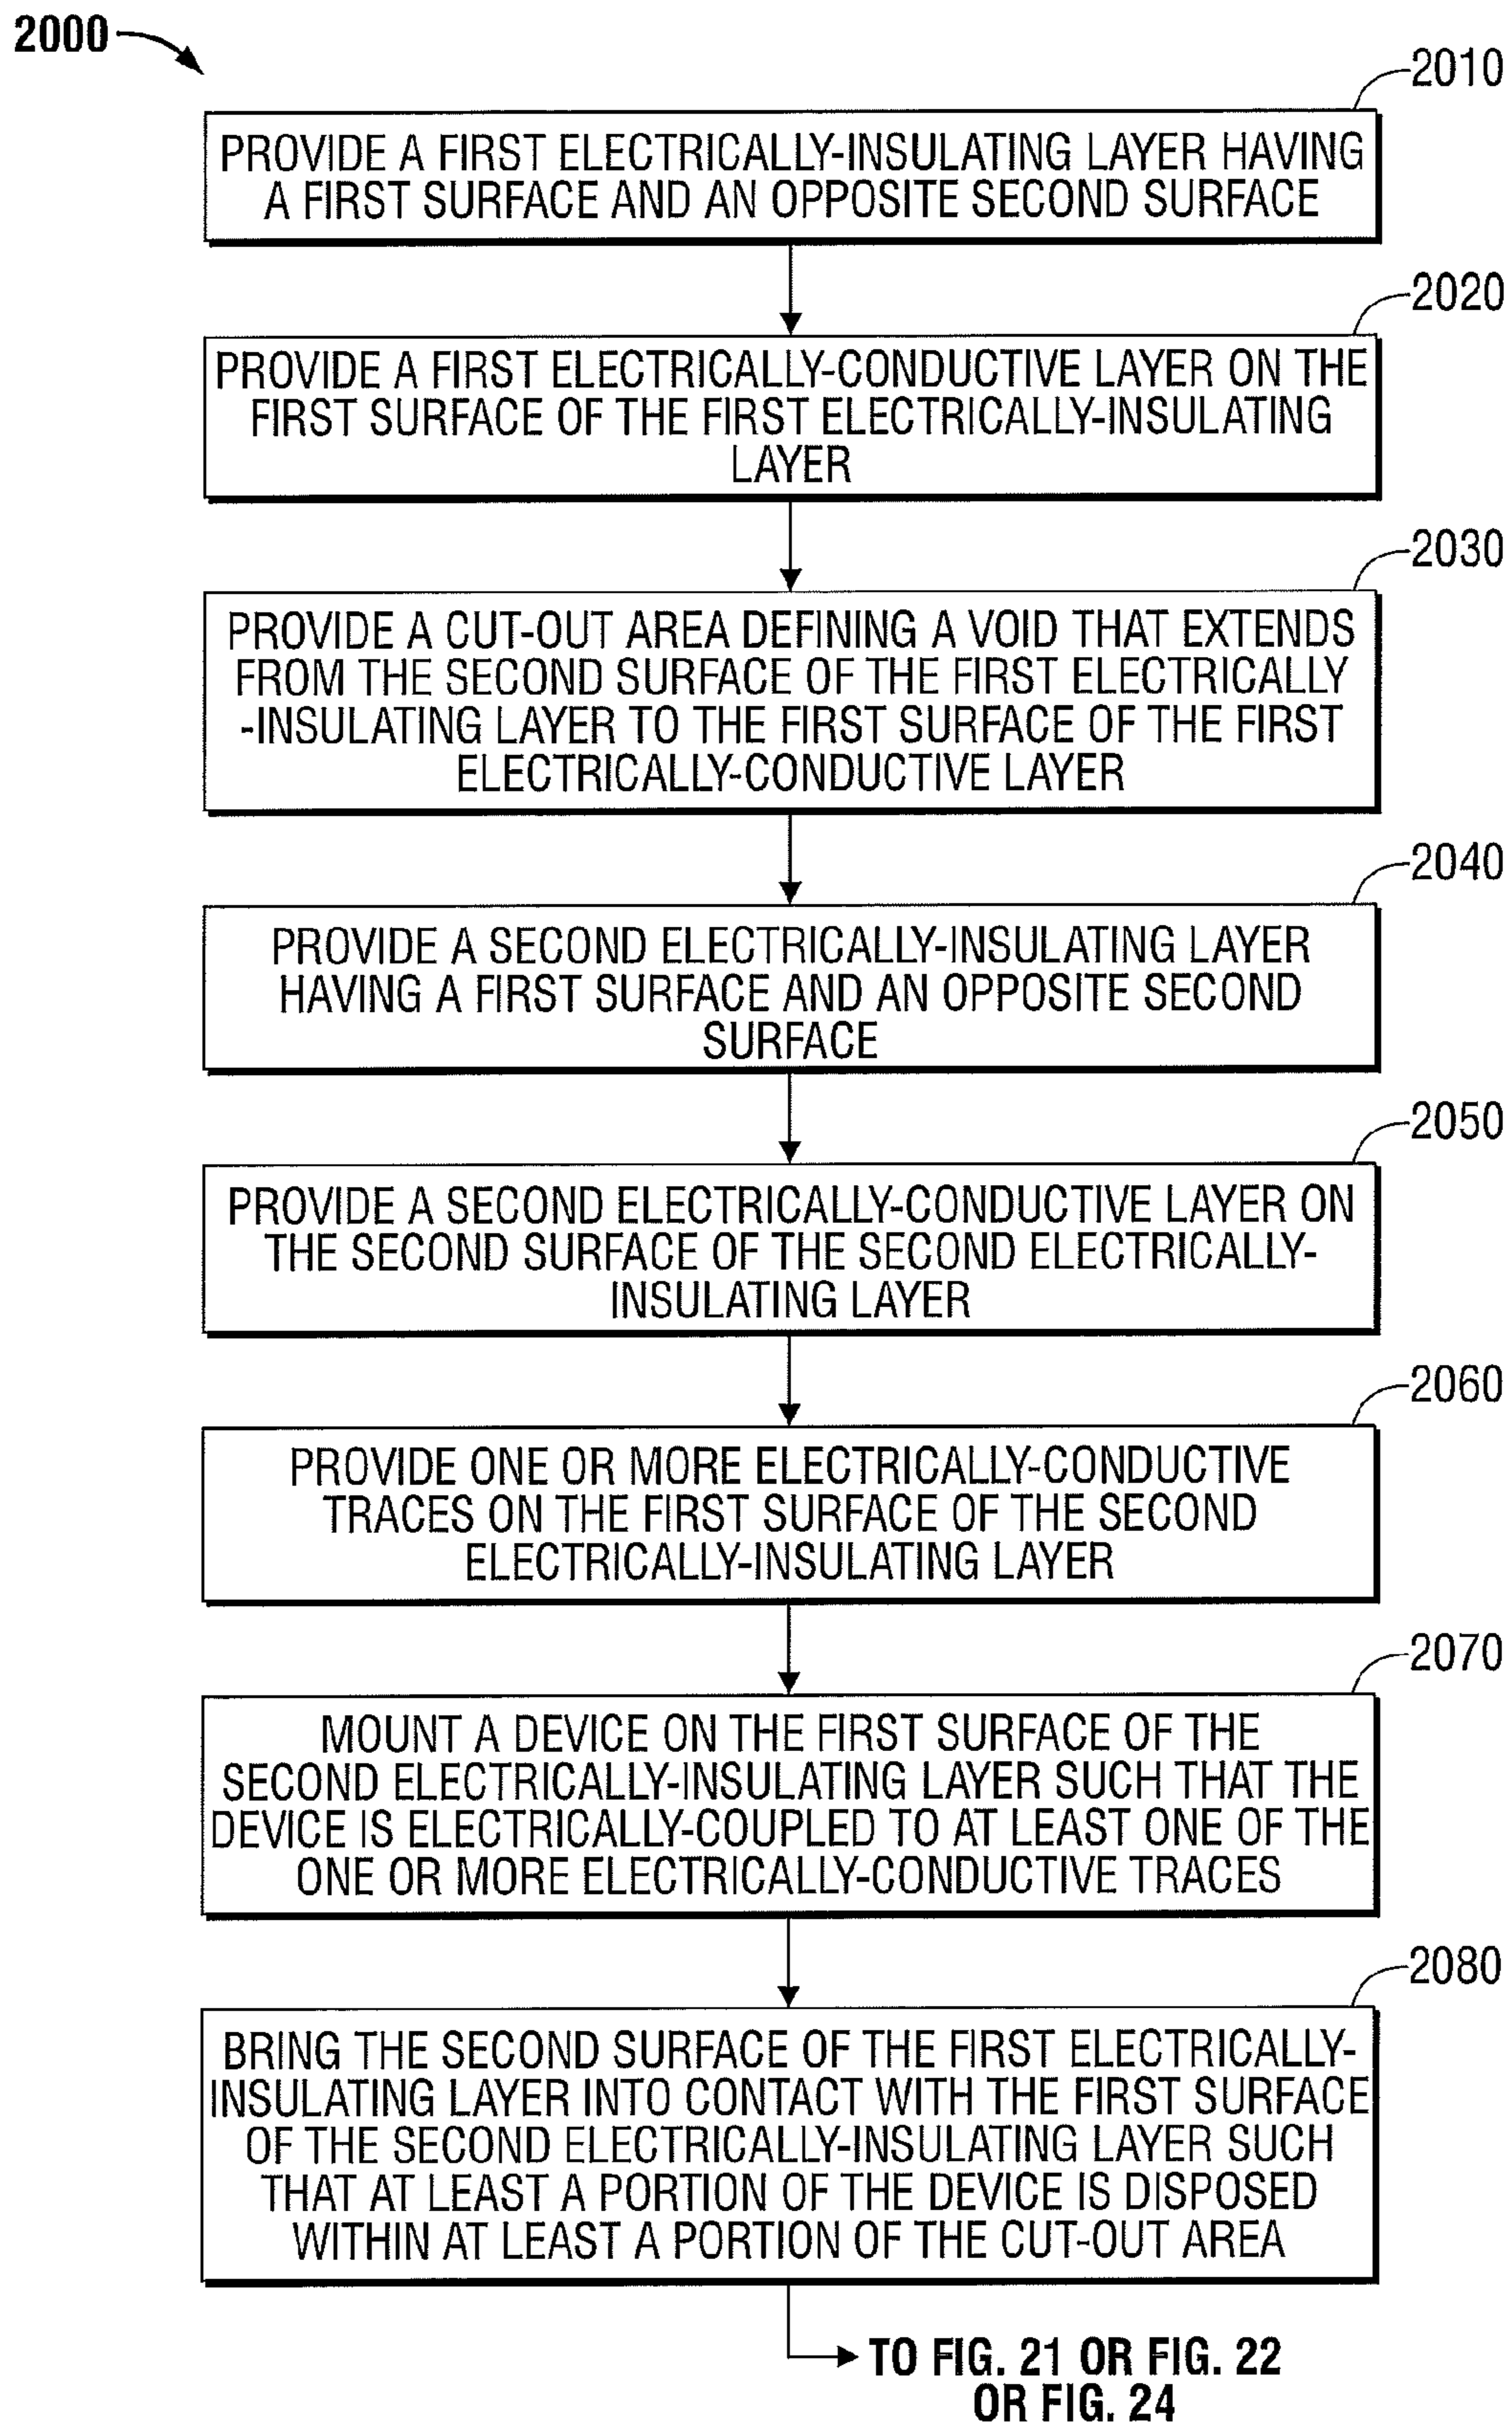 2000
2010
PROVIDE A FIRST ELECTRICALLY-INSULATING LAYER HAVING
A FIRST SURFACE AND AN OPPOSITE SECOND SURFACE
2020
PROVIDE A FIRST ELECTRICALLY-CONDUCTIVE LAYER ON THE
FIRST SURFACE OF THE FIRST ELECTRICALLY-INSULATING
LAYER
2030
PROVIDE A CUT-OUT AREA DEFINING A VOID THAT EXTENDS
FROM THE SECOND SURFACE OF THE FIRST ELECTRICALLY
-INSULATING LAYER TO THE FIRST SURFACE OF THE FIRST
ELECTRICALLY-CONDUCTIVE LAYER
2040
PROVIDE A SECOND ELECTRICALLY-INSULATING LAYER
HAVING A FIRST SURFACE AND AN OPPOSITE SECOND
SURFACE
2050
PROVIDE A SECOND ELECTRICALLY-CONDUCTIVE LAYER ON
THE SECOND SURFACE OF THE SECOND ELECTRICALLY-
INSULATING LAYER
2060
PROVIDE ONE OR MORE ELECTRICALLY-CONDUCTIVE
TRACES ON THE FIRST SURFACE OF THE SECOND
ELECTRICALLY-INSULATING LAYER
2070
MOUNT A DEVICE ON THE FIRST SURFACE OF THE
SECOND ELECTRICALLY-INSULATING LAYER SUCH THAT THE
DEVICE IS ELECTRICALLY-COUPLED TO AT LEAST ONE OF THE
ONE OR MORE ELECTRICALLY-CONDUCTIVE TRACES
2080
BRING THE SECOND SURFACE OF THE FIRST ELECTRICALLY-
INSULATING LAYER INTO CONTACT WITH THE FIRST SURFACE
OF THE SECOND ELECTRICALLY-INSULATING LAYER SUCH
THAT AT LEAST A PORTION OF THE DEVICE IS DISPOSED
WITHIN AT LEAST A PORTION OF THE CUT-OUT AREA
TO FIG. 21 OR FIG. 22
OR FIG. 24